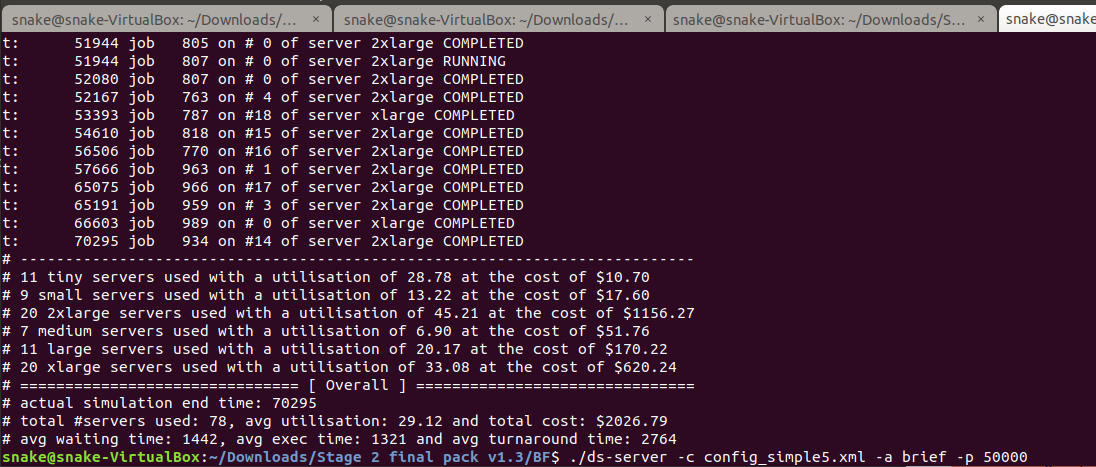 snake@snake-VirtualBox: ~/Downloads/... × snake@snake-VirtualBox: ~/Downloads/... × snake@snake-VirtualBox: ~/Downloads/S... × snake@snake
t: 51944 job 805 on # 0 of server 2xlarge COMPLETED
t: 51944 job 807 on # 0 of server 2xlarge RUNNING
t: 52080 job 807 on # 0 of server 2xlarge COMPLETED
t: 52167 job 763 on # 4 of server 2xlarge COMPLETED
t: 53393 job 787 on #18 of server xlarge COMPLETED
t: 54610 job 818 on #15 of server 2xlarge COMPLETED
t: 56506 job 770 on #16 of server 2xlarge COMPLETED
t: 57666 job 963 on # 1 of server 2xlarge COMPLETED
t: 65075 job 966 on #17 of server 2xlarge COMPLETED
t: 65191 job 959 on # 3 of server 2xlarge COMPLETED
t: 66603 job 989 on # 0 of server xlarge COMPLETED
t: 70295 job 934 on #14 of server 2xlarge COMPLETED
# ---------------------------------------------------------------------------
# 11 tiny servers used with a utilisation of 28.78 at the cost of $10.70
# 9 small servers used with a utilisation of 13.22 at the cost of $17.60
# 20 2xlarge servers used with a utilisation of 45.21 at the cost of $1156.27
# 7 medium servers used with a utilisation of 6.90 at the cost of $51.76
# 11 large servers used with a utilisation of 20.17 at the cost of $170.22
# 20 xlarge servers used with a utilisation of 33.08 at the cost of $620.24
# =============================== [ Overall ] ===============================
# actual simulation end time: 70295
# total #servers used: 78, avg utilisation: 29.12 and total cost: $2026.79
# avg waiting time: 1442, avg exec time: 1321 and avg turnaround time: 2764
snake@snake-VirtualBox:~/Downloads/Stage 2 final pack v1.3/BF$ ./ds-server -c config_simple5.xml -a brief -p 50000